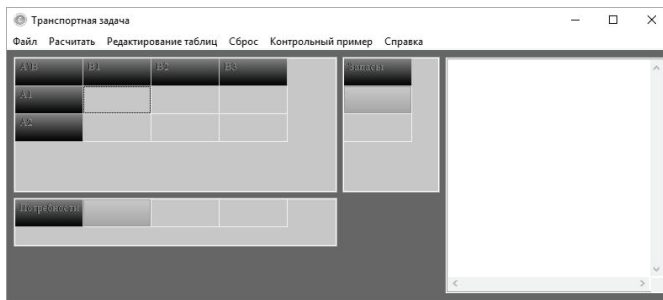 Транспортная задача
Файл Расчитать Редактирование таблиц Сброс Контрольный пример Справка
A\B B1 B2 B3 Запасы
A1
A2
Потребности